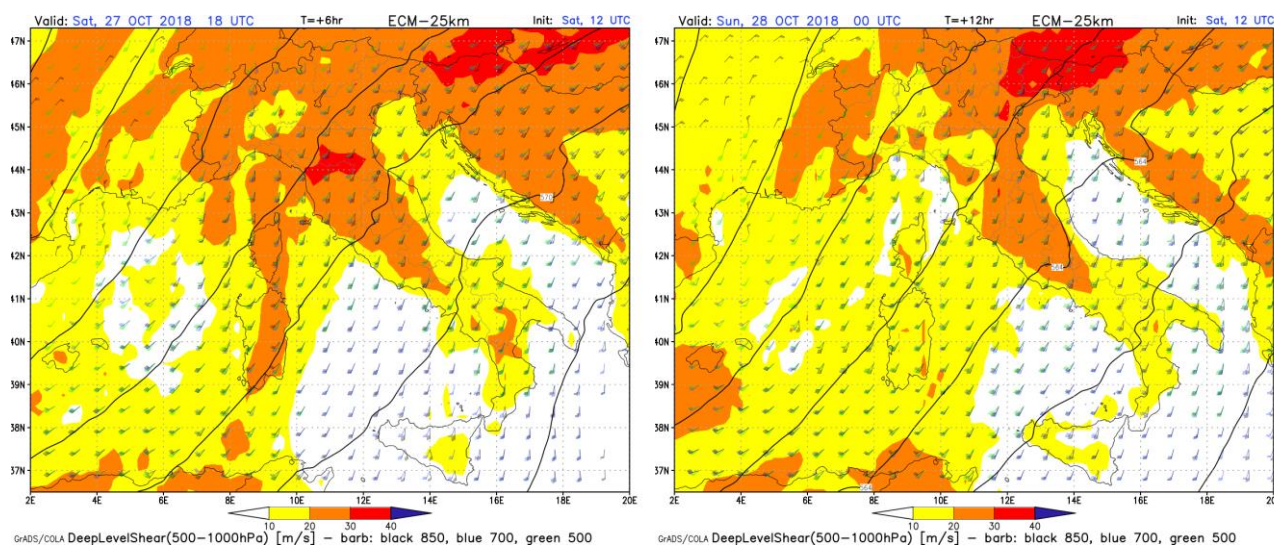 Valid: Sat, 27 OCT 2018 18 UTC T=+6hr ECM-25km Init: Sat, 12 UTC
47N
46N
45N
44N
43N
42N
41N
40N
39N
38N
37N
570
2E 4E 6E 8E 10E 12E 14E 16E 18E 20E
10 20 30 40
GrADS/COLA DeepLevelShear(500-1000hPa) [m/s] - barb: black 850, blue 700, green 500
Valid: Sun, 28 OCT 2018 00 UTC T=+12hr ECM-25km Init: Sat, 12 UTC
47N
46N
45N
44N
43N
42N
41N
40N
39N
38N
37N
564
564
564
2E 4E 6E 8E 10E 12E 14E 16E 18E 20E
10 20 30 40
GrADS/COLA DeepLevelShear(500-1000hPa) [m/s] - barb: black 850, blue 700, green 500